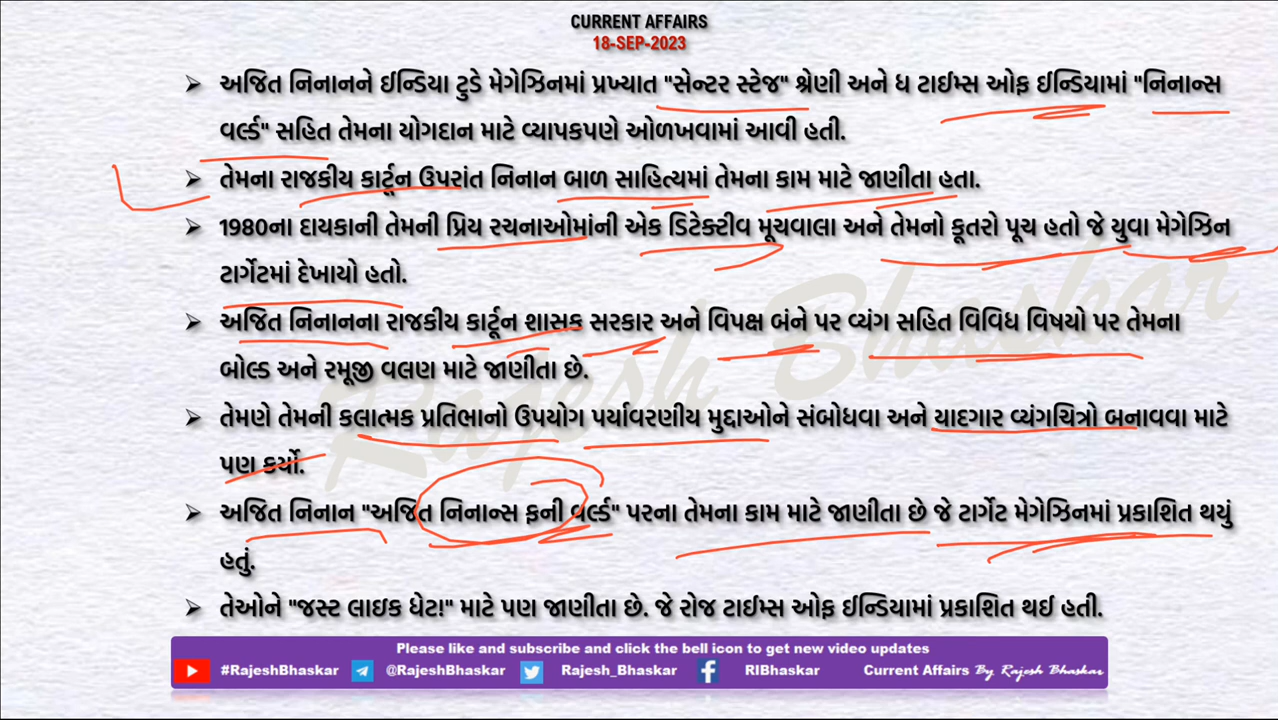 CURRENT AFFAIRS
18-SEP-2023
➢ અજિત નિનાનને ઈન્ડિયા ટુડે મેગેઝિનમાં પ્રખ્યાત "સેન્ટર સ્ટેજ" શ્રેણી અને ધ ટાઈમ્સ ઓફ ઈન્ડિયામાં "નિનાન્સ
વર્લ્ડ" સહિત તેમના યોગદાન માટે વ્યાપકપણે ઓળખવામાં આવી હતી.
➢ તેમના રાજકીય કાર્ટૂન ઉપરાંત નિનાન બાળ સાહિત્યમાં તેમના કામ માટે જાણીતા હતા.
➢ 1980ના દાયકાની તેમની પ્રિય રચનાઓમાંની એક ડિટેક્ટીવ મૂચવાલા અને તેમનો કૂતરો પૂચ હતો જે યુવા મેગેઝિન
ટાર્ગેટમાં દેખાયો હતો.
➢ અજિત નિનાનના રાજકીય કાર્ટૂન શાસક સરકાર અને વિપક્ષ બંને પર વ્યંગ સહિત વિવિધ વિષયો પર તેમના
બોલ્ડ અને રમૂજી વલણ માટે જાણીતા છે.
➢ તેમણે તેમની કલાત્મક પ્રતિભાનો ઉપયોગ પર્યાવરણીય મુદ્દાઓને સંબોધવા અને યાદગાર વ્યંગચિત્રો બનાવવા માટે
પણ કર્યો.
➢ અજિત નિનાન "અજિત નિનાન્સ ફની વર્લ્ડ" પરના તેમના કામ માટે જાણીતા છે જે ટાર્ગેટ મેગેઝિનમાં પ્રકાશિત થયું
હતું.
➢ તેઓને "જસ્ટ લાઇક ધેટ!" માટે પણ જાણીતા છે. જે રોજ ટાઈમ્સ ઓફ ઈન્ડિયામાં પ્રકાશિત થઈ હતી.
Rajesh Bhaskar
Please like and subscribe and click the bell icon to get new video updates
#RajeshBhaskar @RajeshBhaskar Rajesh_Bhaskar RIBhaskar Current Affairs By Rajesh Bhaskar